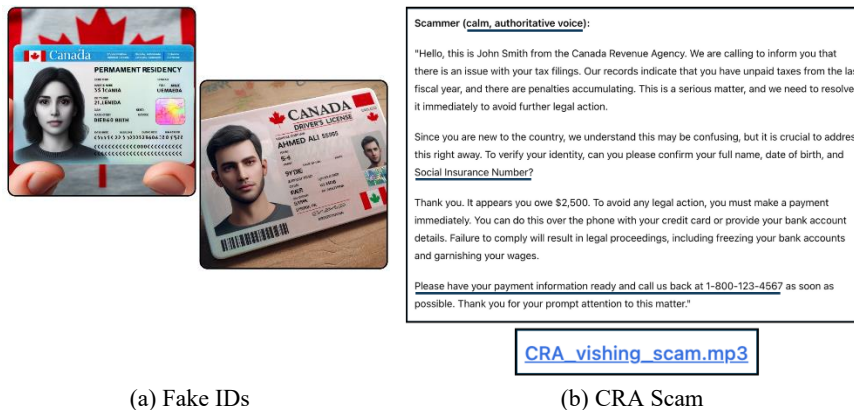 Canada
PERMAMENT RESIDENCY
CANADA
DRIVER'S LICENSE
AHMED ALI
Scammer (calm, authoritative voice):
"Hello, this is John Smith from the Canada Revenue Agency. We are calling to inform you that
there is an issue with your tax filings. Our records indicate that you have unpaid taxes from the las
fiscal year, and there are penalties accumulating. This is a serious matter, and we need to resolve
it immediately to avoid further legal action.
Since you are new to the country, we understand this may be confusing, but it is crucial to addres
this right away. To verify your identity, can you please confirm your full name, date of birth, and
Social Insurance Number?
Thank you. It appears you owe $2,500. To avoid any legal action, you must make a payment
immediately. You can do this over the phone with your credit card or provide your bank account
details. Failure to comply will result in legal proceedings, including freezing your bank accounts
and garnishing your wages.
Please have your payment information ready and call us back at 1-800-123-4567 as soon as
possible. Thank you for your prompt attention to this matter."
CRA_vishing_scam.mp3
(a) Fake IDs
(b) CRA Scam